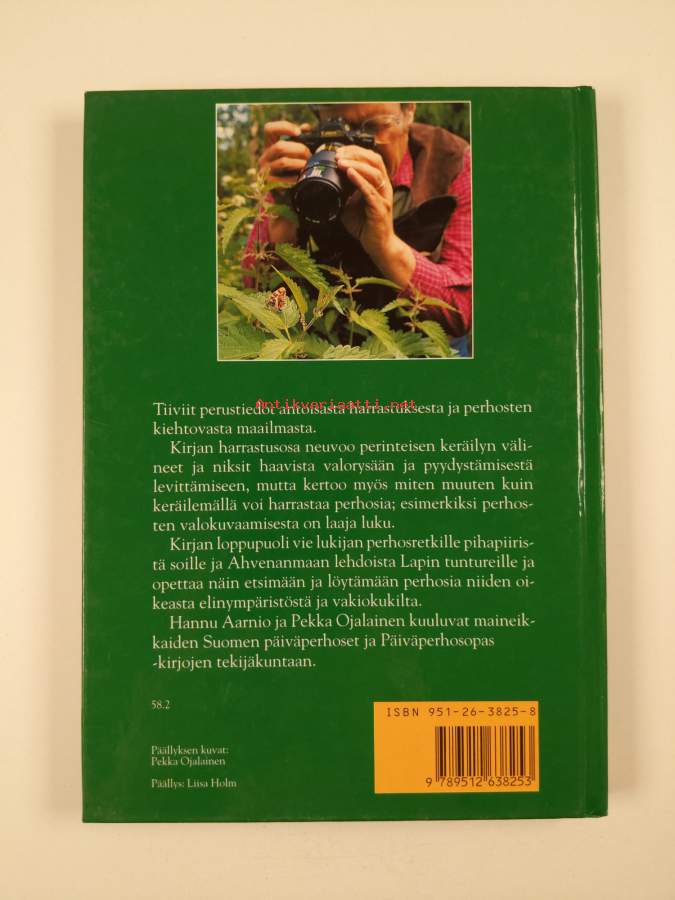 Tiiviit perustiedot antoisasta harrastuksesta ja perhosten
Antikvariaatti.net
kiehtovasta maailmasta.
Kirjan harrastusosa neuvoo perinteisen keräilyn väli-
neet ja niksit haavista valorysään ja pyydystämisestä
levittämiseen, mutta kertoo myös miten muuten kuin
keräilemällä voi harrastaa perhosia; esimerkiksi perhos-
ten valokuvaamisesta on laaja luku.
Kirjan loppupuoli vie lukijan perhosretkille pihapiiris-
tä soille ja Ahvenanmaan lehdoista Lapin tuntureille ja
opettaa näin etsimään ja löytämään perhosia niiden oi-
keasta elinympäristöstä ja vakiokukilta.
Hannu Aarnio ja Pekka Ojalainen kuuluvat maineik-
kaiden Suomen päiväperhoset ja Päiväperhosopas
-kirjojen tekijäkuntaan.
58.2
Päällyksen kuvat:
Pekka Ojalainen
Päällys: Liisa Holm
ISBN 951-26-3825-8
9 789512 638253